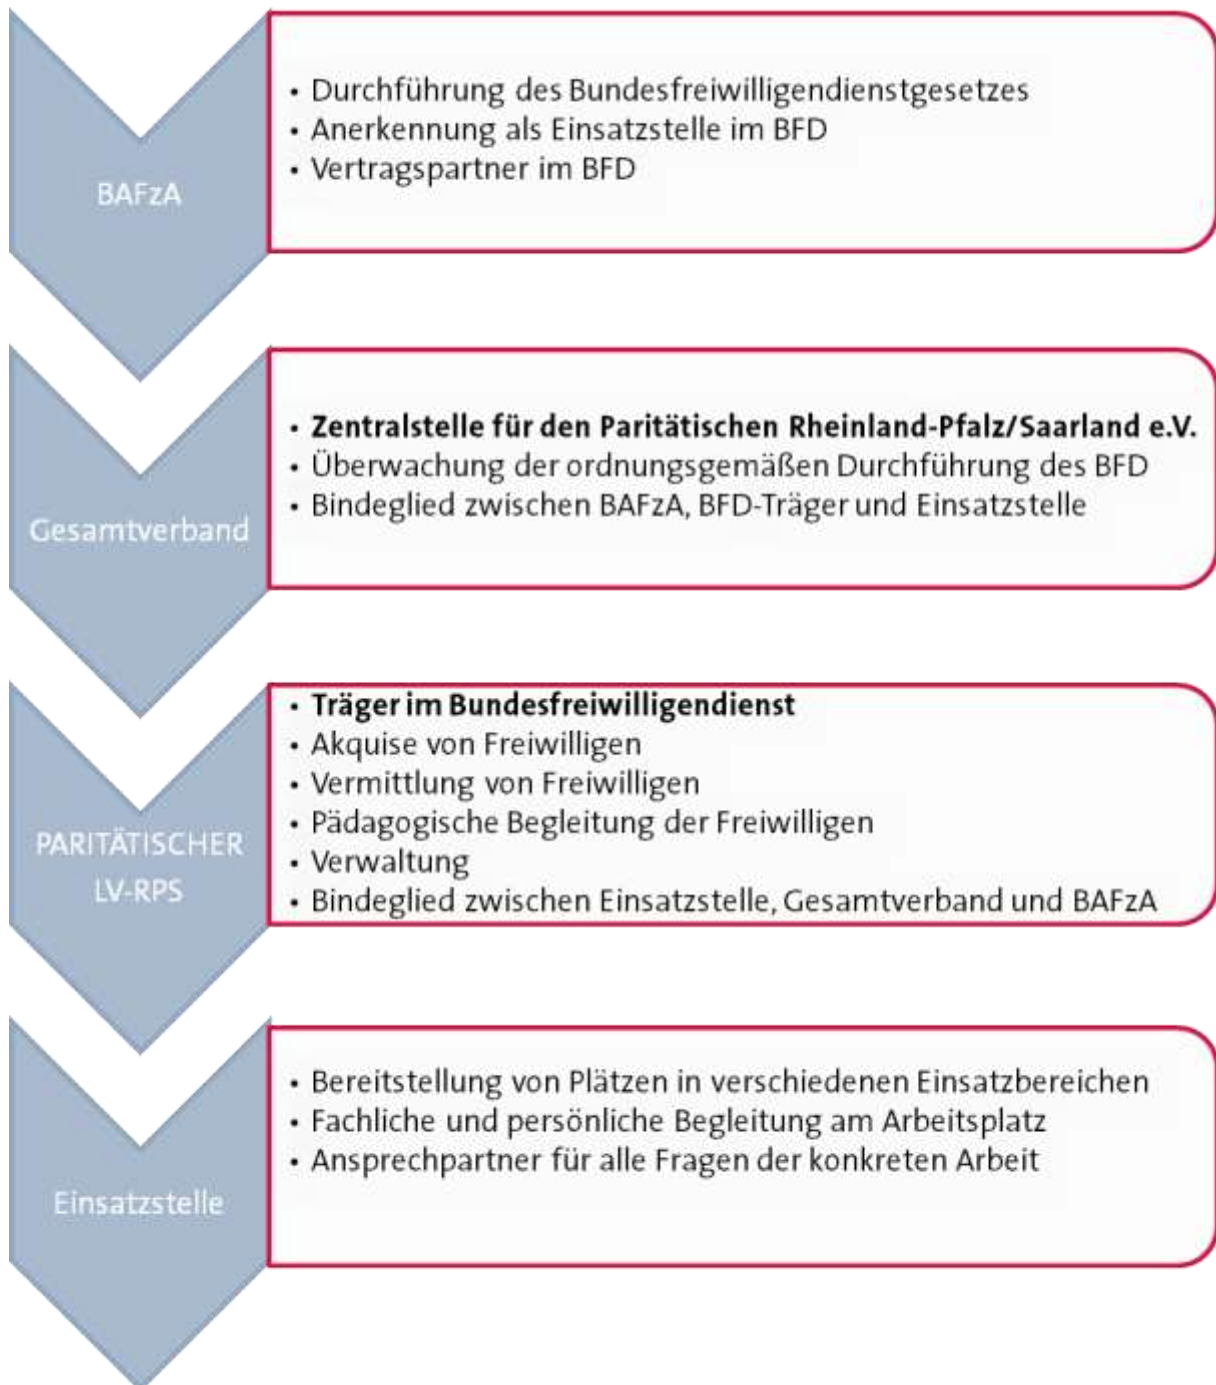 BAFzA
• Durchführung des Bundesfreiwilligendienstgesetzes
• Anerkennung als Einsatzstelle im BFD
• Vertragspartner im BFD
Gesamtverband
• Zentralstelle für den Paritätischen Rheinland-Pfalz/Saarland e.V.
• Überwachung der ordnungsgemäßen Durchführung des BFD
• Bindeglied zwischen BAFzA, BFD-Träger und Einsatzstelle
PARITÄTISCHER
LV-RPS
• Träger im Bundesfreiwilligendienst
• Akquise von Freiwilligen
• Vermittlung von Freiwilligen
• Pädagogische Begleitung der Freiwilligen
• Verwaltung
• Bindeglied zwischen Einsatzstelle, Gesamtverband und BAFzA
Einsatzstelle
• Bereitstellung von Plätzen in verschiedenen Einsatzbereichen
• Fachliche und persönliche Begleitung am Arbeitsplatz
• Ansprechpartner für alle Fragen der konkreten Arbeit